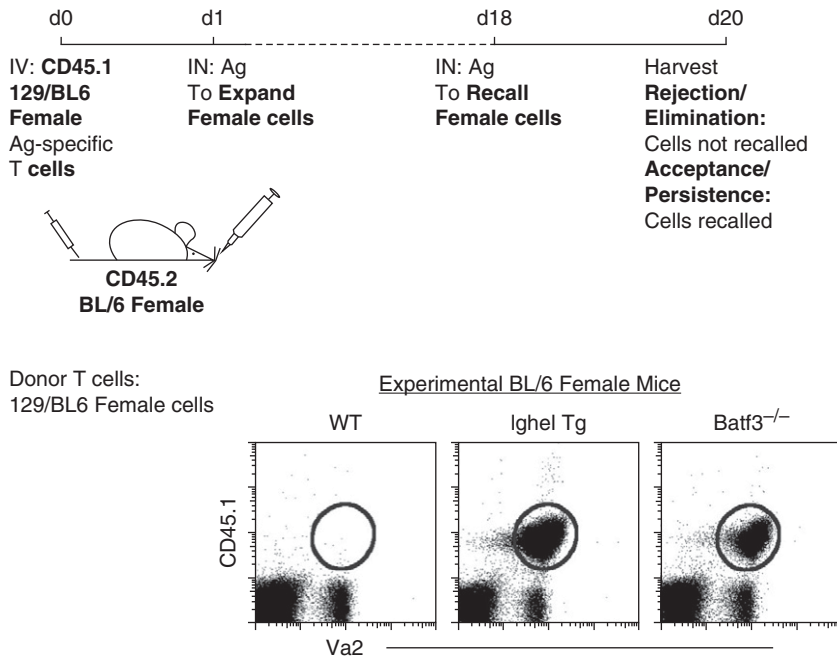 d0 d1 d18 d20
IV: CD45.1
129/BL6
Female
Ag-specific
T cells
IN: Ag
To Expand
Female cells
IN: Ag
To Recall
Female cells
Harvest
Rejection/
Elimination:
Cells not recalled
Acceptance/
Persistence:
Cells recalled
CD45.2
BL/6 Female
Donor T cells:
129/BL6 Female cells
Experimental BL/6 Female Mice
WT Ighel Tg Batf3–/–
CD45.1
Va2